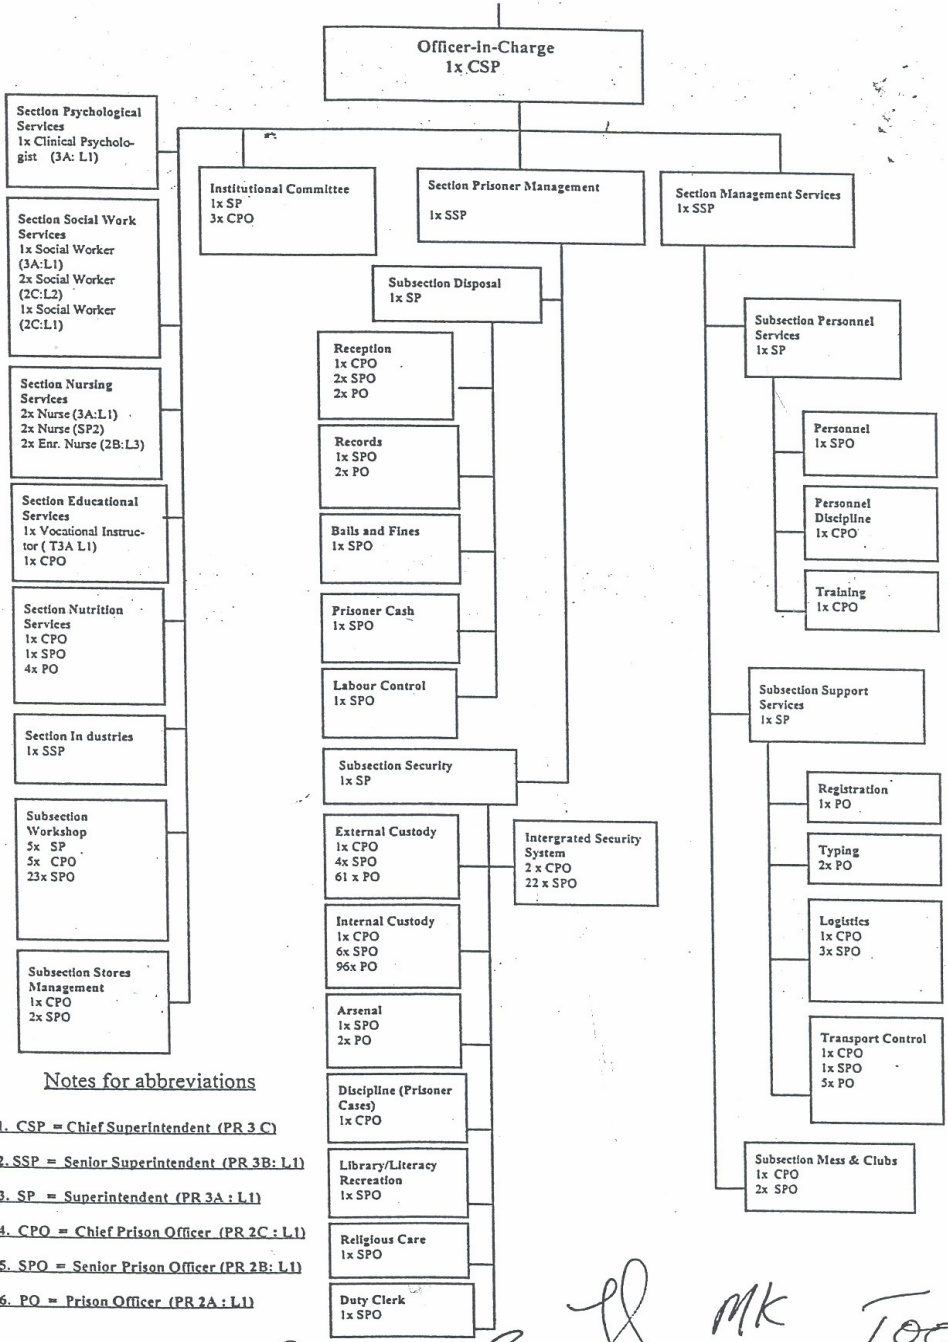 Officer-in-Charge
1x CSP
Section Psychological
Services
1x Clinical Psycholo-
gist (3A: L1)
Section Social Work
Services
1x Social Worker
(3A:L1)
2x Social Worker
(2C:L2)
1x Social Worker
(2C:L1)
Section Nursing
Services
2x Nurse (3A:L1)
2x Nurse (SP2)
2x Enr. Nurse (2B:L3)
Section Educational
Services
1x Vocational Instruc-
tor ( T3A L1)
1x CPO
Section Nutrition
Services
1x CPO
1x SPO
4x PO
Section In dustries
1x SSP
Subsection
Workshop
5x SP
5x CPO
23x SPO
Subsection Stores
Management
1x CPO
2x SPO
Institutional Committee
1x SP
3x CPO
Section Prisoner Management
1x SSP
Subsection Disposal
1x SP
Reception
1x CPO
2x SPO
2x PO
Records
1x SPO
2x PO
Bails and Fines
1x SPO
Prisoner Cash
1x SPO
Labour Control
1x SPO
Subsection Security
1x SP
External Custody
1x CPO
4x SPO
61 x PO
Intergrated Security
System
2 x CPO
22 x SPO
Internal Custody
1x CPO
6x SPO
96x PO
Arsenal
1x SPO
2x PO
Discipline (Prisoner
Cases)
1x CPO
Library/Literacy
Recreation
1x SPO
Religious Care
1x SPO
Duty Clerk
1x SPO
Section Management Services
1x SSP
Subsection Personnel
Services
1x SP
Personnel
1x SPO
Personnel
Discipline
1x CPO
Training
1x CPO
Subsection Support
Services
1x SP
Registration
1x PO
Typing
2x PO
Logistics
1x CPO
3x SPO
Transport Control
1x CPO
1x SPO
5x PO
Subsection Mess & Clubs
1x CPO
2x SPO
Notes for abbreviations
1. CSP = Chief Superintendent (PR 3 C)
2. SSP = Senior Superintendent (PR 3B: L1)
3. SP = Superintendent (PR 3A : L1)
4. CPO = Chief Prison Officer (PR 2C : L1)
5. SPO = Senior Prison Officer (PR 2B: L1)
6. PO = Prison Officer (PR 2A : L1)
MK